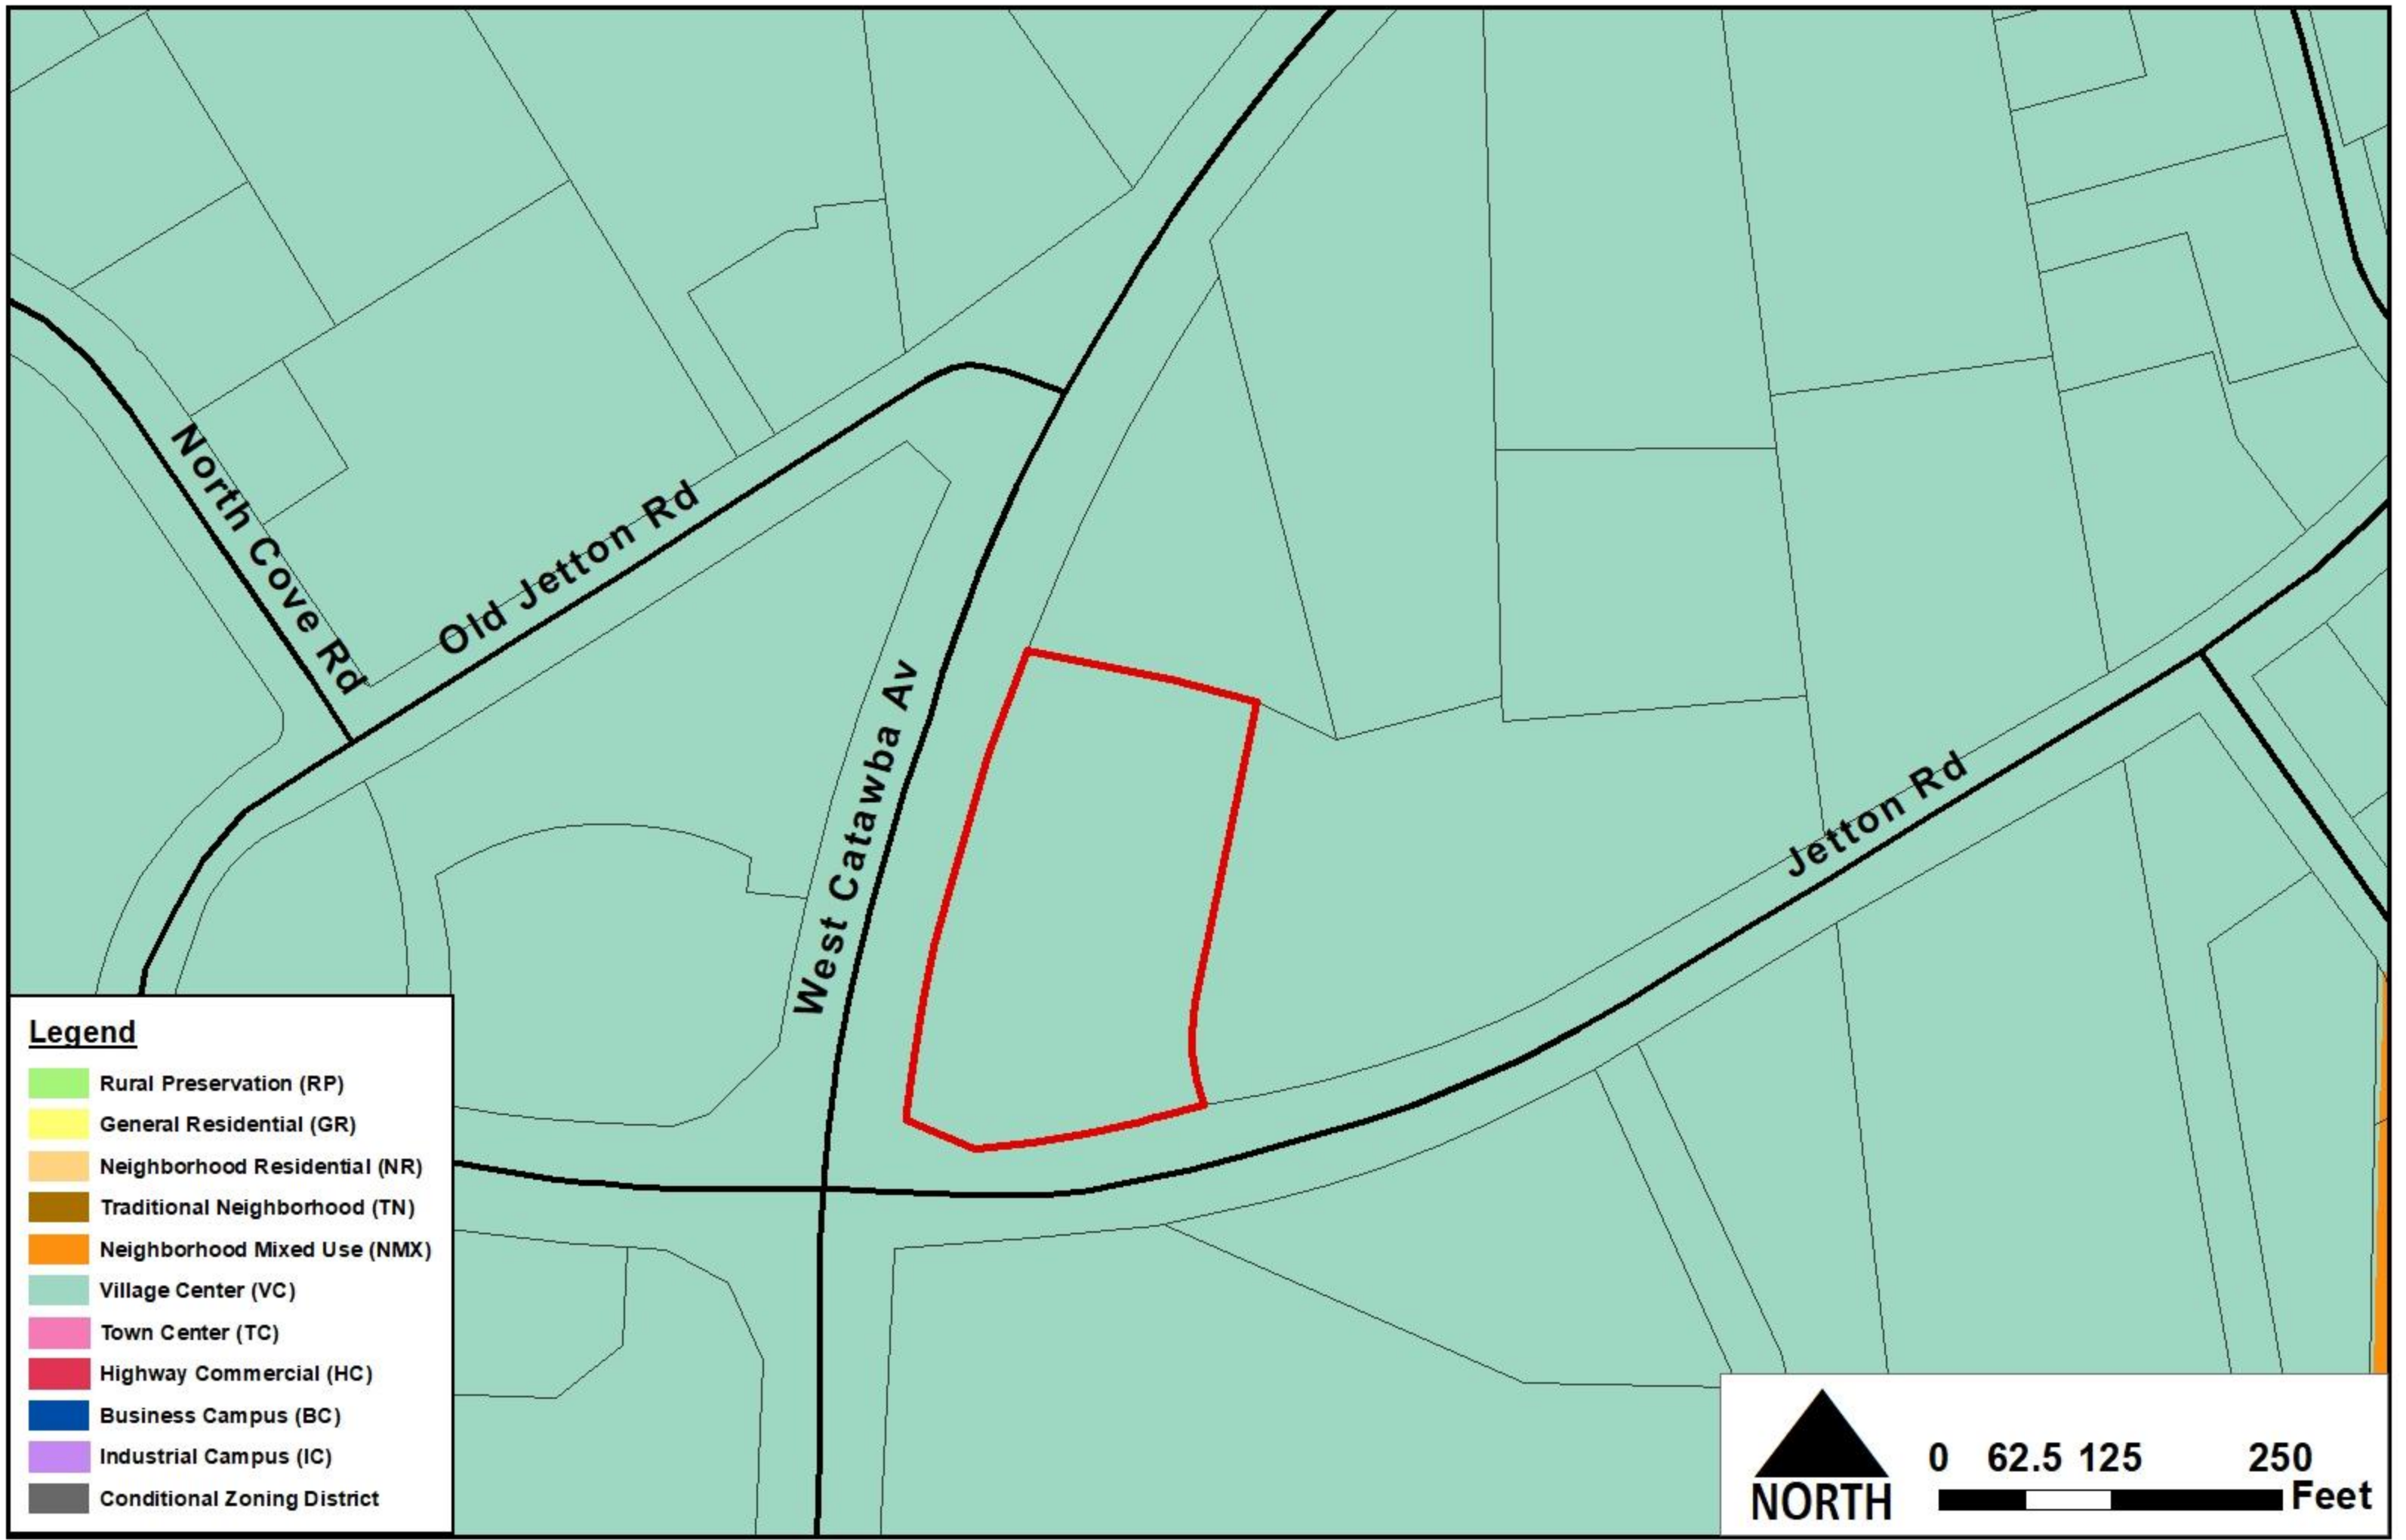 North Cove Rd
Old Jetton Rd
West Catawba Av
Jetton Rd
Legend
Rural Preservation (RP)
General Residential (GR)
Neighborhood Residential (NR)
Traditional Neighborhood (TN)
Neighborhood Mixed Use (NMX)
Village Center (VC)
Town Center (TC)
Highway Commercial (HC)
Business Campus (BC)
Industrial Campus (IC)
Conditional Zoning District
NORTH
0 62.5 125 250
Feet